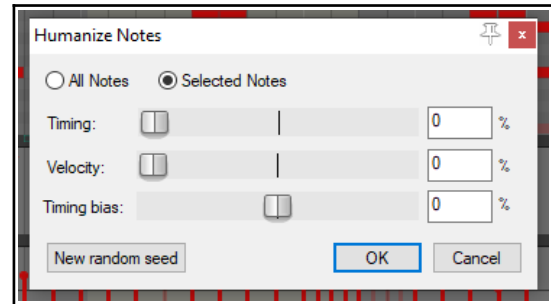 Humanize Notes
All Notes Selected Notes
Timing: 0 %
Velocity: 0 %
Timing bias: 0 %
New random seed OK Cancel